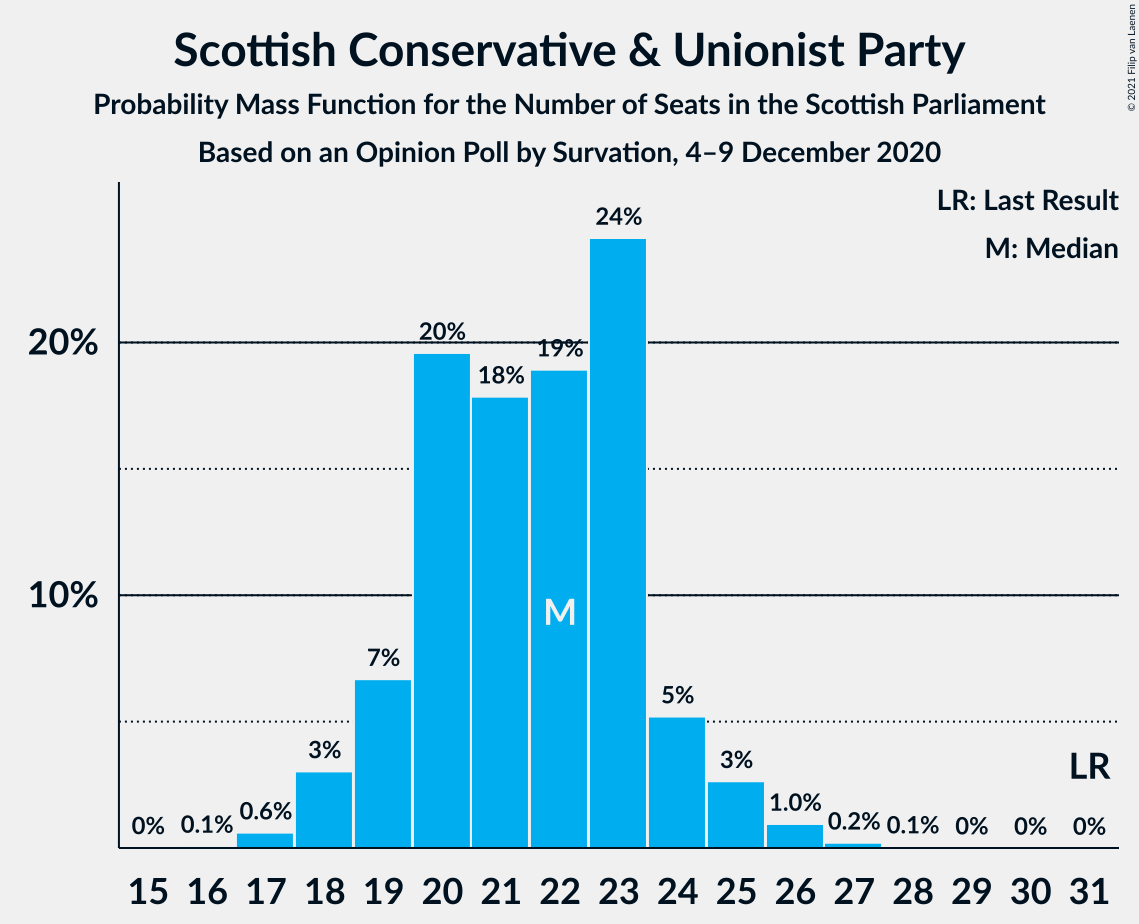 Scottish Conservative & Unionist Party
Probability Mass Function for the Number of Seats in the Scottish Parliament
Based on an Opinion Poll by Survation, 4–9 December 2020
© 2021 Filip van Laenen
LR: Last Result
M: Median
20%
10%
0% 0.1% 0.6% 3% 7% 20% 18% 19% 24% 5% 3% 1.0% 0.2% 0.1% 0% 0% 0%
M
LR
15 16 17 18 19 20 21 22 23 24 25 26 27 28 29 30 31